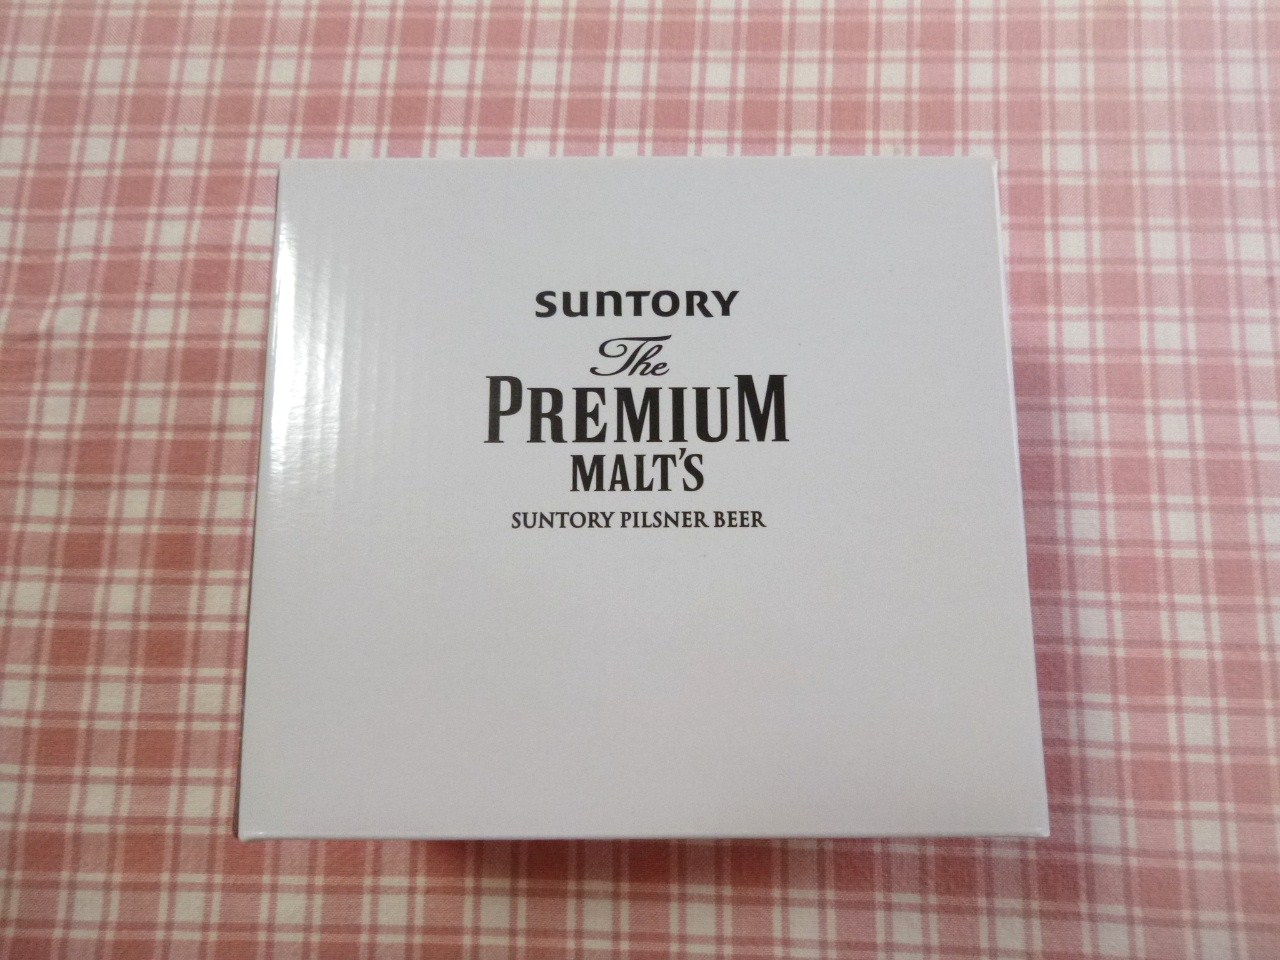 SUNTORY
The
PREMIUM
MALT'S
SUNTORY PILSNER BEER